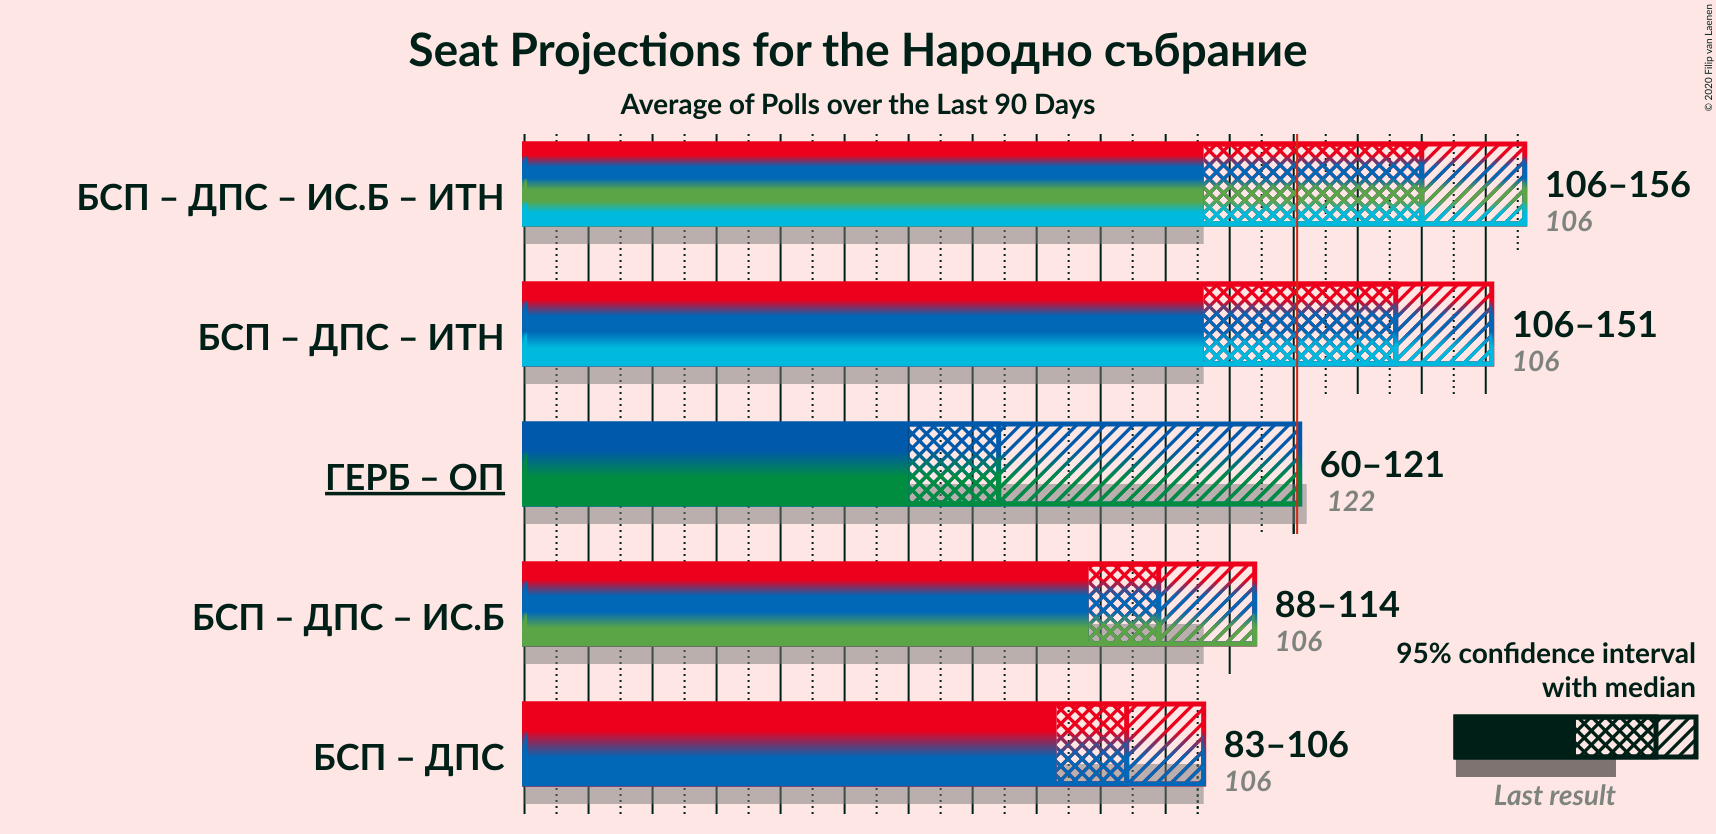 Seat Projections for the Народно събрание
Average of Polls over the Last 90 Days
© 2020 Filip van Laenen
БСП – ДПС – ИС.Б – ИТН
106–156
106
БСП – ДПС – ИТН
106–151
106
ГЕРБ – ОП
60–121
122
БСП – ДПС – ИС.Б
88–114
106
БСП – ДПС
83–106
106
95% confidence interval
with median
Last result